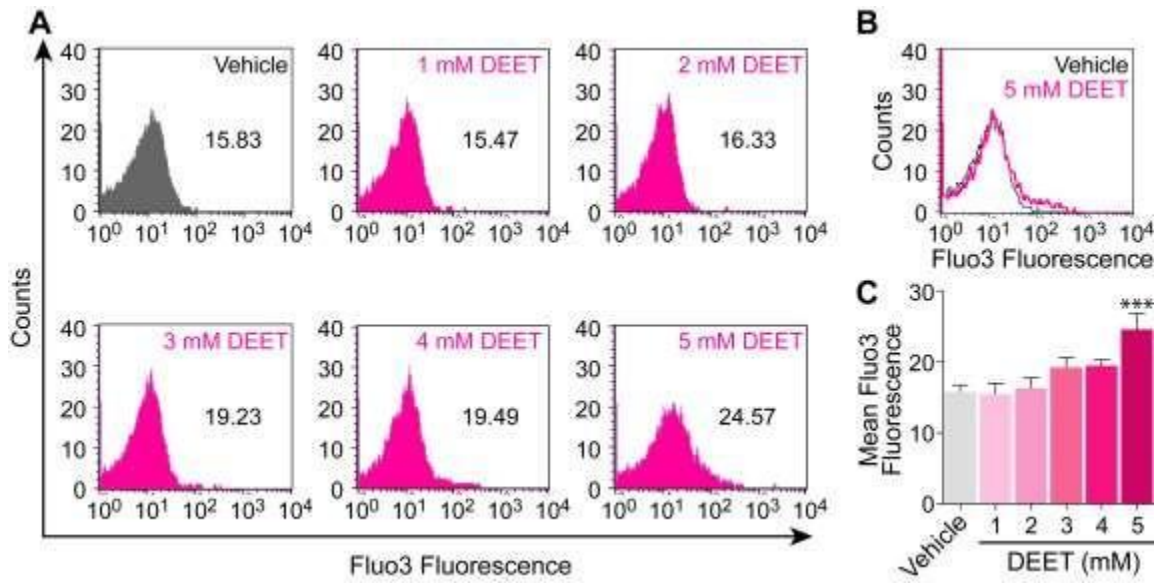 A
40
30
20
10
0
Vehicle
15.83
10⁰ 10¹ 10² 10³ 10⁴
40
30
20
10
0
1 mM DEET
15.47
10⁰ 10¹ 10² 10³ 10⁴
40
30
20
10
0
2 mM DEET
16.33
10⁰ 10¹ 10² 10³ 10⁴
40
30
20
10
0
3 mM DEET
19.23
10⁰ 10¹ 10² 10³ 10⁴
40
30
20
10
0
4 mM DEET
19.49
10⁰ 10¹ 10² 10³ 10⁴
40
30
20
10
0
5 mM DEET
24.57
10⁰ 10¹ 10² 10³ 10⁴
Counts
Fluo3 Fluorescence
B
40
30
20
10
0
Counts
Vehicle
5 mM DEET
10⁰ 10¹ 10² 10³ 10⁴
Fluo3 Fluorescence
C
30
20
10
0
Mean Fluo3
Fluorescence
***
Vehicle 1 2 3 4 5
DEET (mM)